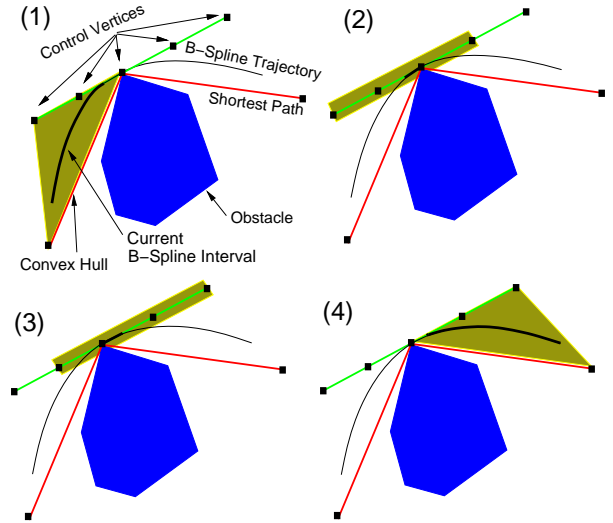 (1)
Control Vertices
B−Spline Trajectory
Shortest Path
Obstacle
Current
B−Spline Interval
Convex Hull
(2)
(3)
(4)